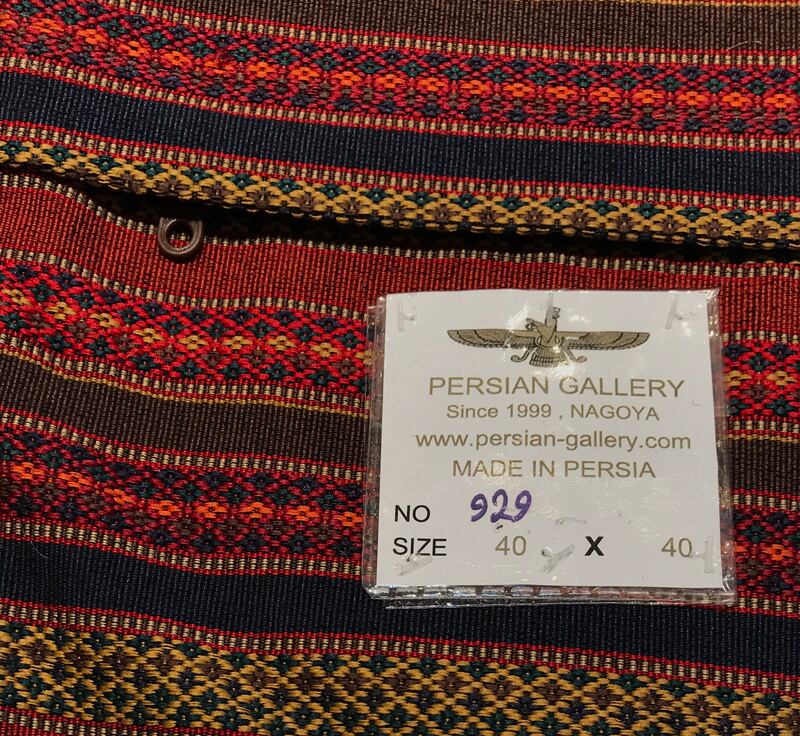 PERSIAN GALLERY
Since 1999 , NAGOYA
www.persian-gallery.com
MADE IN PERSIA
NO 929
SIZE 40 X 40